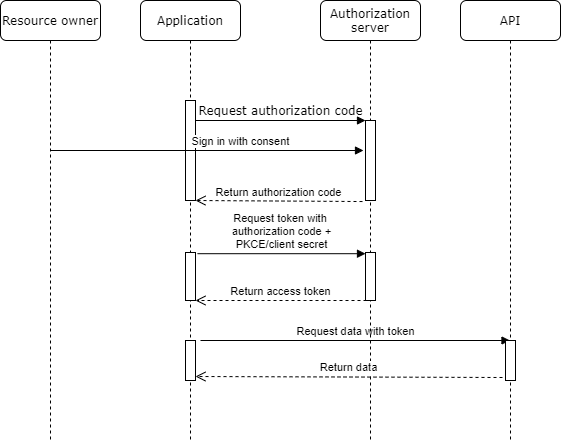 Resource owner
Application
Authorization
server
API
Request authorization code
Sign in with consent
Return authorization code
Request token with
authorization code +
PKCE/client secret
Return access token
Request data with token
Return data